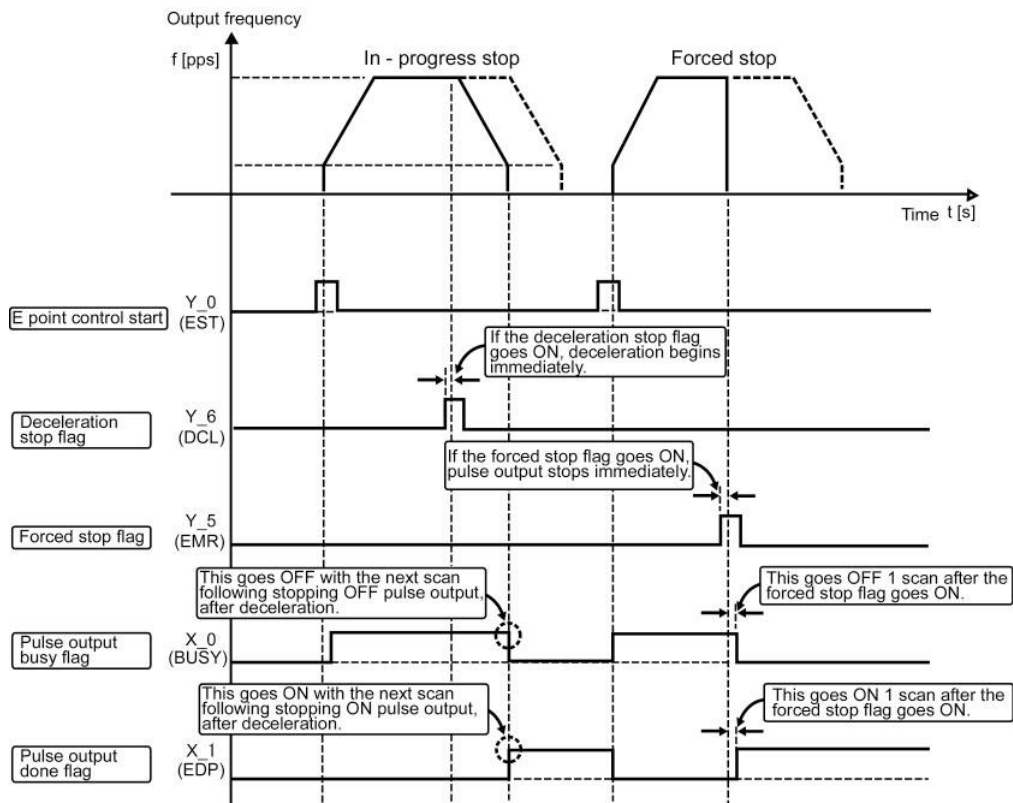 Output frequency
f [pps]
In - progress stop
Forced stop
Time t [s]
E point control start
Y_0
(EST)
If the deceleration stop flag
goes ON, deceleration begins
immediately.
Deceleration
stop flag
Y_6
(DCL)
If the forced stop flag goes ON,
pulse output stops immediately.
Forced stop flag
Y_5
(EMR)
This goes OFF with the next scan
following stopping OFF pulse output,
after deceleration.
This goes OFF 1 scan after the
forced stop flag goes ON.
Pulse output
busy flag
X_0
(BUSY)
This goes ON with the next scan
following stopping ON pulse output,
after deceleration.
This goes ON 1 scan after the
forced stop flag goes ON.
Pulse output
done flag
X_1
(EDP)